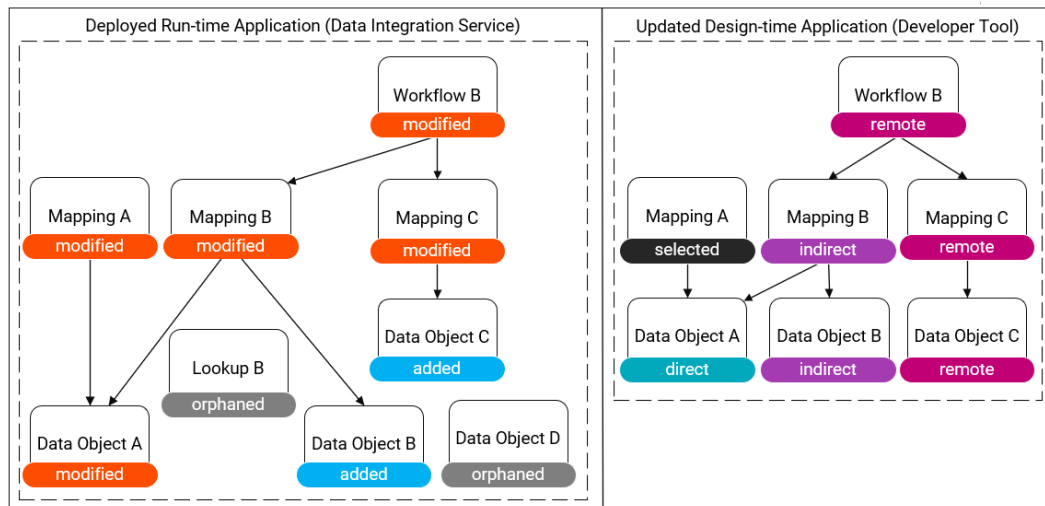 Deployed Run-time Application (Data Integration Service)
Workflow B
modified
Mapping A
modified
Mapping B
modified
Mapping C
modified
Data Object C
added
Lookup B
orphaned
Data Object A
modified
Data Object B
added
Data Object D
orphaned
Updated Design-time Application (Developer Tool)
Workflow B
remote
Mapping A
selected
Mapping B
indirect
Mapping C
remote
Data Object A
direct
Data Object B
indirect
Data Object C
remote